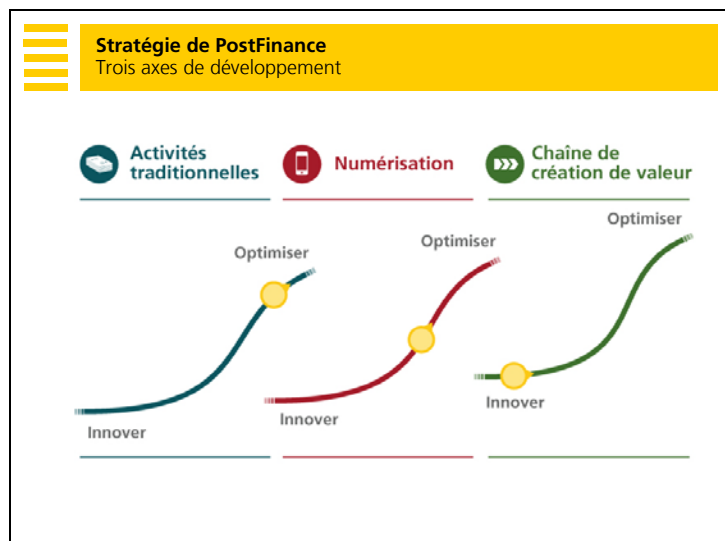 Stratégie de PostFinance
Trois axes de développement
Activités
traditionnelles
Numérisation
Chaîne de
création de valeur
Optimiser
Innover
Optimiser
Innover
Optimiser
Innover